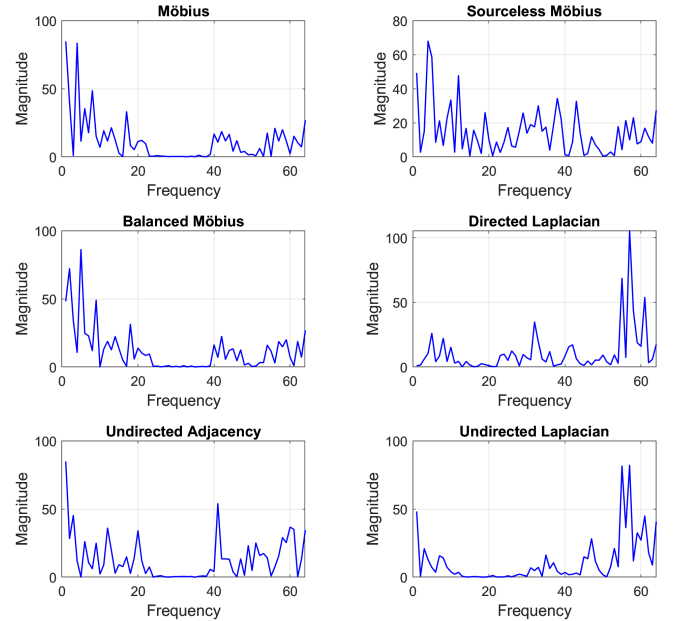 Möbius
100
50
0
Magnitude
0 20 40 60
Frequency
Sourceless Möbius
80
60
40
20
0
Magnitude
0 20 40 60
Frequency
Balanced Möbius
100
50
0
Magnitude
0 20 40 60
Frequency
Directed Laplacian
100
50
0
Magnitude
0 20 40 60
Frequency
Undirected Adjacency
100
50
0
Magnitude
0 20 40 60
Frequency
Undirected Laplacian
100
50
0
Magnitude
0 20 40 60
Frequency